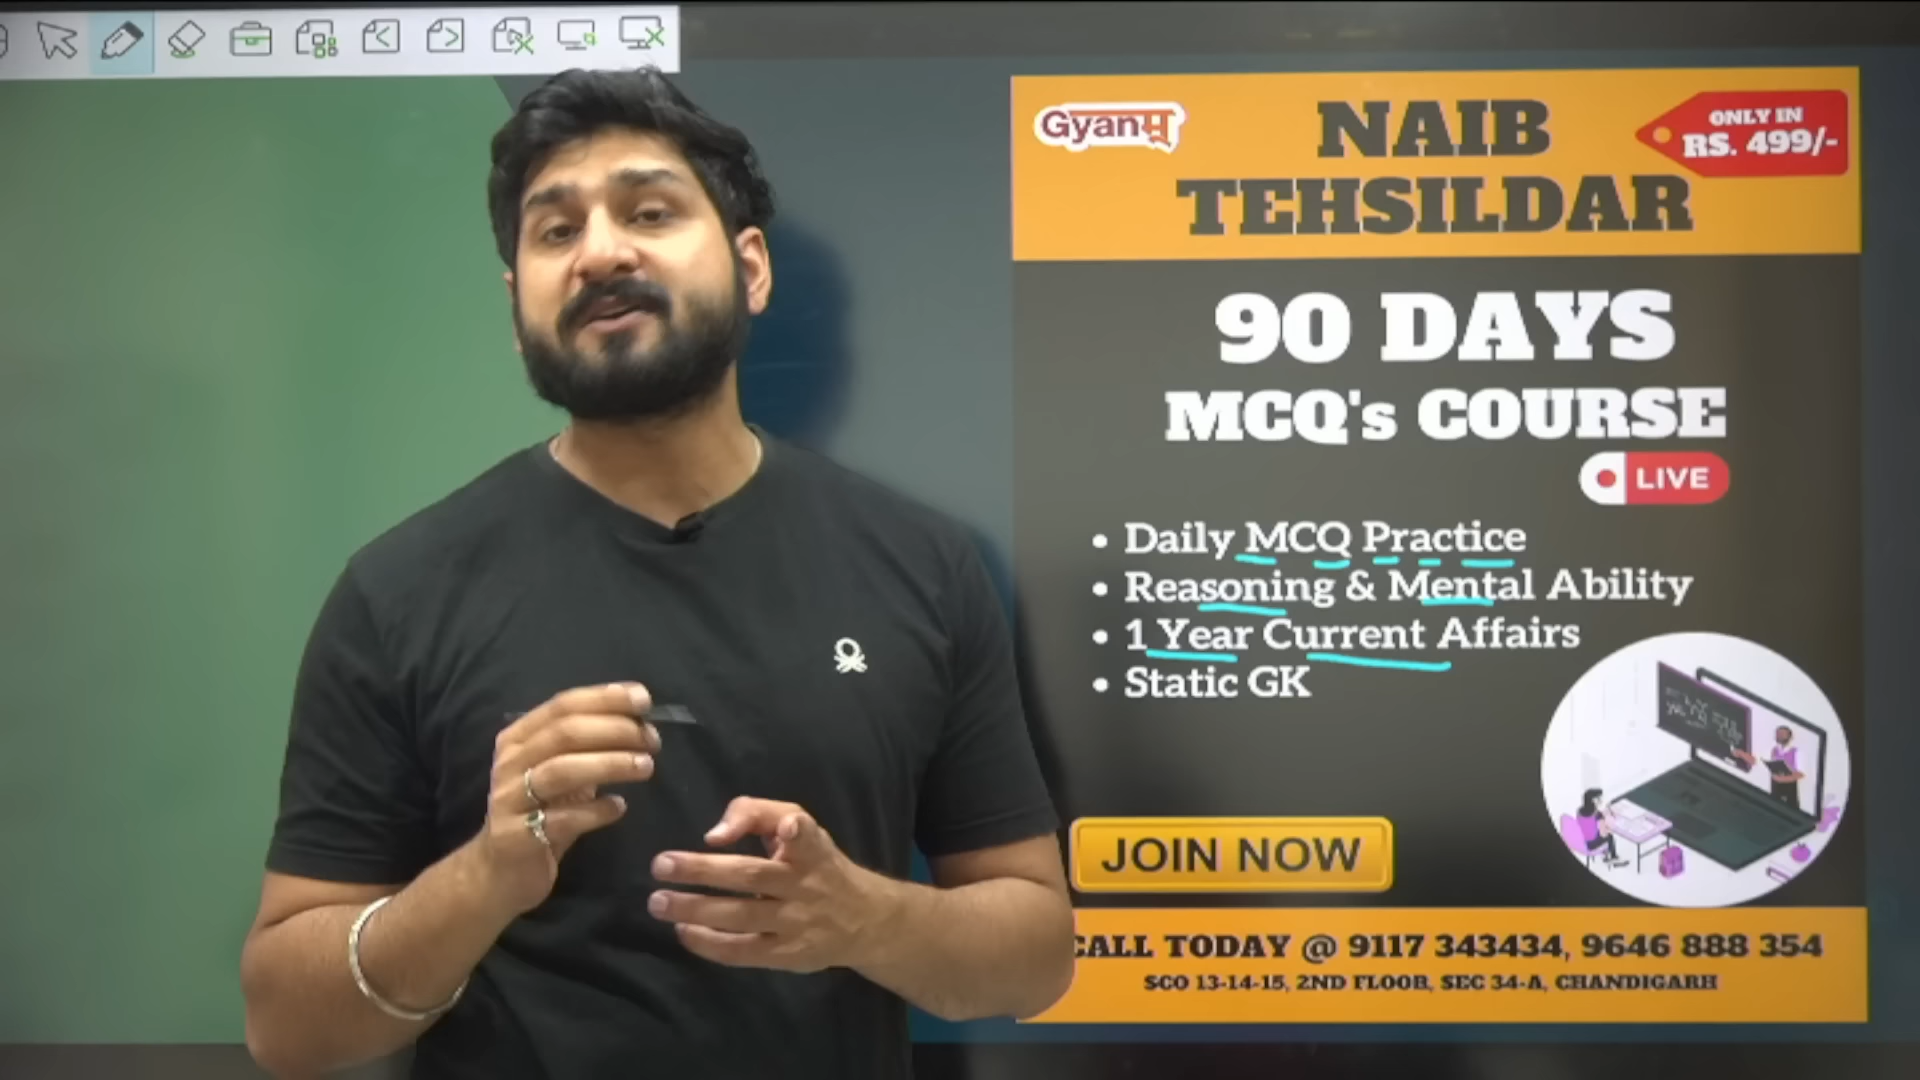 Gyanभू
NAIB
TEHSILDAR
ONLY IN
RS. 499/-
90 DAYS
MCQ's COURSE
LIVE
• Daily MCQ Practice
• Reasoning & Mental Ability
• 1 Year Current Affairs
• Static GK
JOIN NOW
CALL TODAY @ 9117 343434, 9646 888 354
SCO 13-14-15, 2ND FLOOR, SEC 34-A, CHANDIGARH